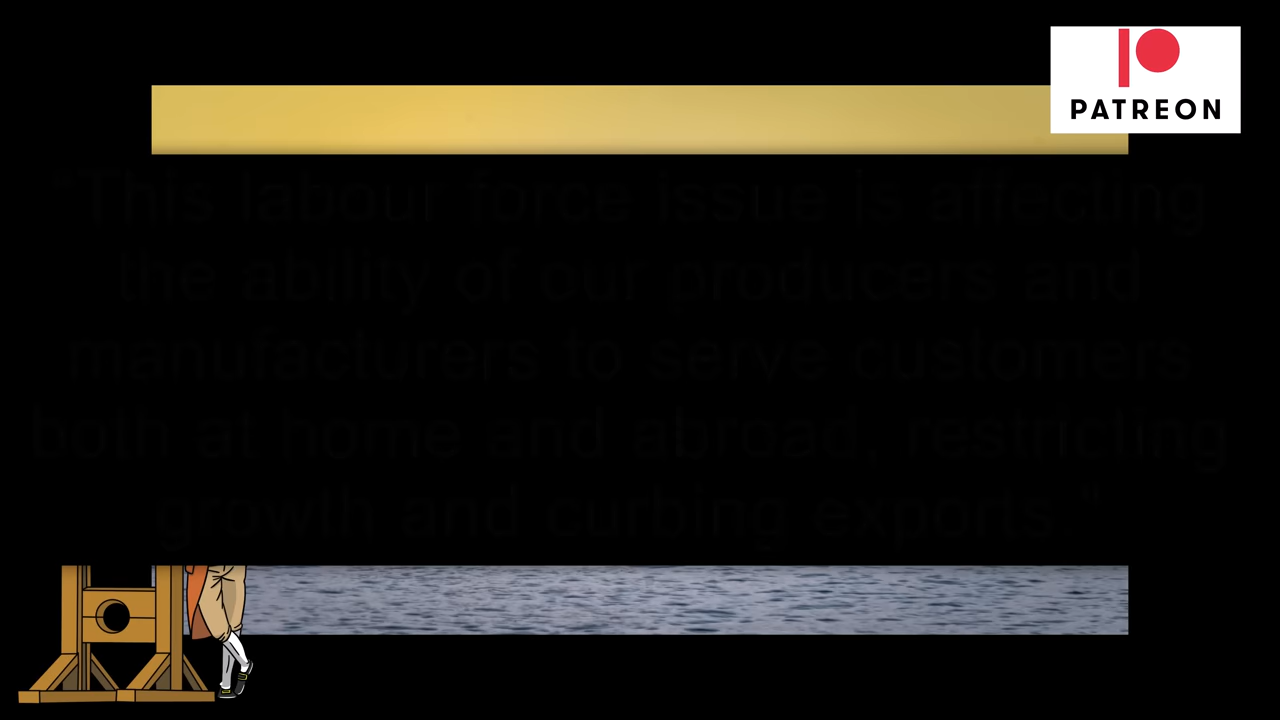 PATREON
"This labour force issue is affecting
the ability of our producers and
manufacturers to serve customers
both at home and abroad, restricting
growth and curbing exports."